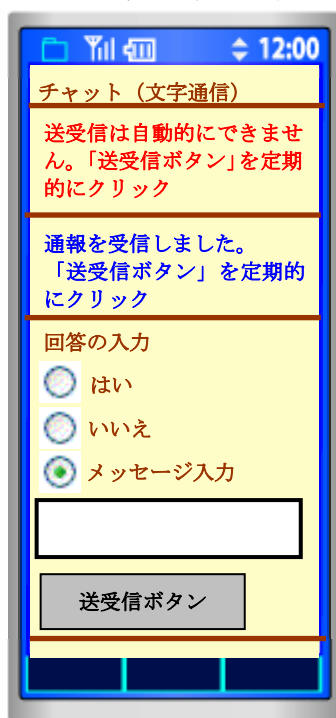 12:00
チャット（文字通信）
送受信は自動的にできませ
ん。「送受信ボタン」を定期
的にクリック
通報を受信しました。
「送受信ボタン」を定期的
にクリック
回答の入力
はい
いいえ
メッセージ入力
送受信ボタン